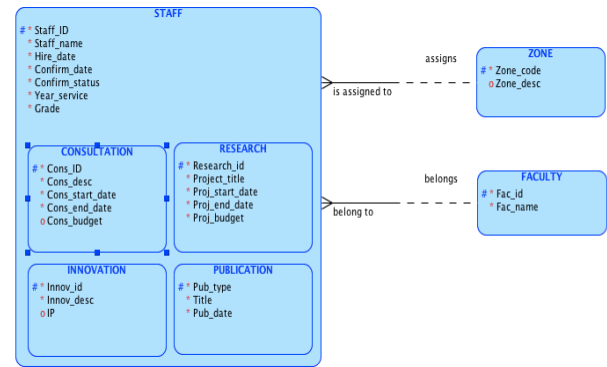 STAFF
# * Staff_ID
* Staff_name
* Hire_date
* Confirm_date
* Confirm_status
* Year_service
* Grade
CONSULTATION
# * Cons_ID
* Cons_desc
* Cons_start_date
* Cons_end_date
o Cons_budget
RESEARCH
# * Research_id
* Project_title
* Proj_start_date
* Proj_end_date
* Proj_budget
INNOVATION
# * Innov_id
* Innov_desc
o IP
PUBLICATION
# * Pub_type
* Title
* Pub_date
assigns
is assigned to
ZONE
# * Zone_code
o Zone_desc
belongs
belong to
FACULTY
# * Fac_id
* Fac_name